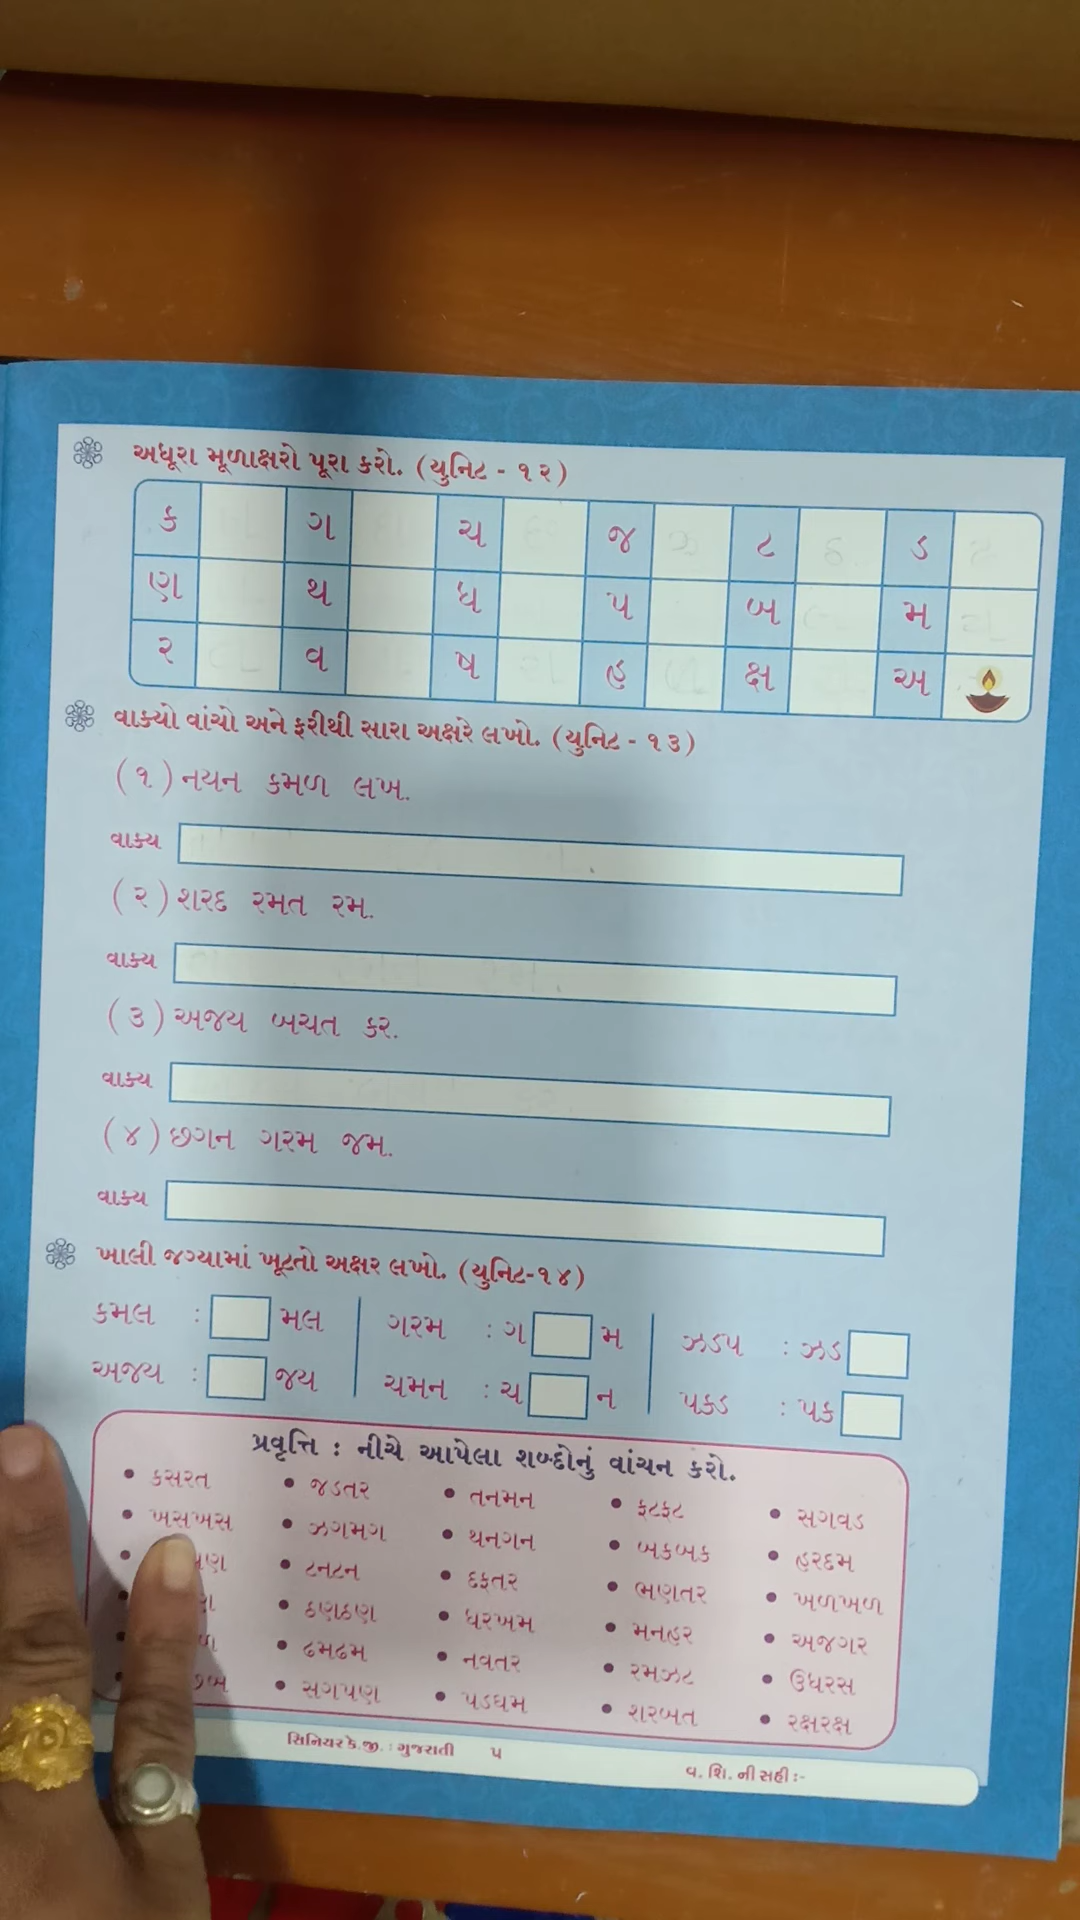 અધૂરા મૂળાક્ષરો પૂરા કરો. (યુનિટ - ૧૨)
ક ગ ચ જ ટ ડ
ણ થ ધ પ બ મ
ર વ ષ હ ક્ષ અ
વાક્યો વાંચો અને ફરીથી સારા અક્ષરે લખો. (યુનિટ - ૧૩)
(૧) નયન કમળ લખ.
વાક્ય
(૨) શરદ રમત રમ.
વાક્ય
(૩) અજય બચત કર.
વાક્ય
(૪) છગન ગરમ જમ.
વાક્ય
ખાલી જગ્યામાં ખૂટતો અક્ષર લખો. (યુનિટ-૧૪)
કમલ : મલ ગરમ : ગ મ ઝડપ : ઝડ
અજય : જય ચમન : ચ ન પકડ : પક
પ્રવૃત્તિ : નીચે આપેલા શબ્દોનું વાંચન કરો.
• કસરત • જડતર • તનમન • ફટફટ • સગવડ
• ખસખસ • ઝગમગ • થનગન • બકબક • હરદમ
• ટનટન • દફતર • ભણતર • ખળખળ
• ઠણઠણ • ધરખમ • મનહર • અજગર
• ઢમઢમ • નવતર • રમઝટ • ઉધરસ
• સગપણ • પડઘમ • શરબત • રક્ષરક્ષ
સિનિયર કે.જી. : ગુજરાતી ૫
વ. શિ. ની સહી :-